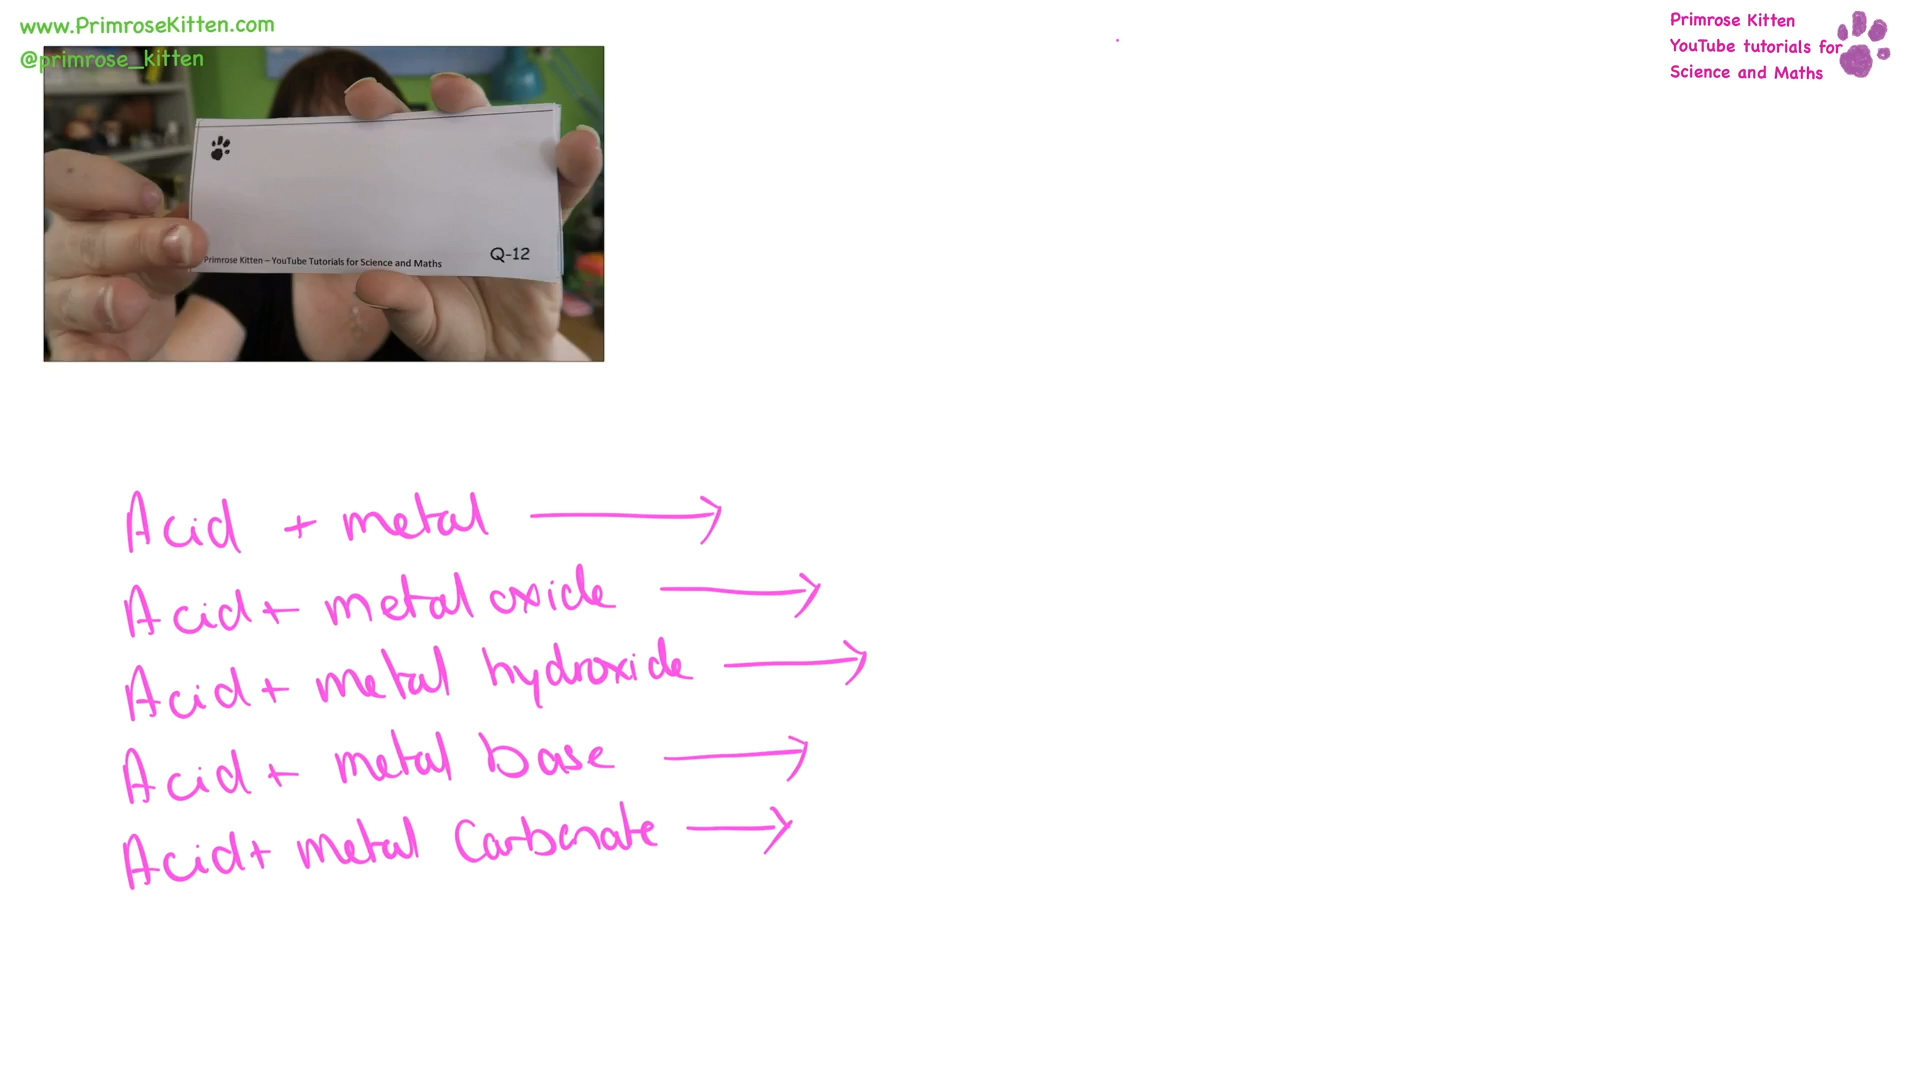 www.PrimroseKitten.com
@primrose_kitten
Primrose Kitten
YouTube tutorials for
Science and Maths
Primrose Kitten – YouTube Tutorials for Science and Maths
Q-12
Acid + metal ⟶
Acid + metal oxide ⟶
Acid + metal hydroxide ⟶
Acid + metal base ⟶
Acid + metal Carbonate ⟶